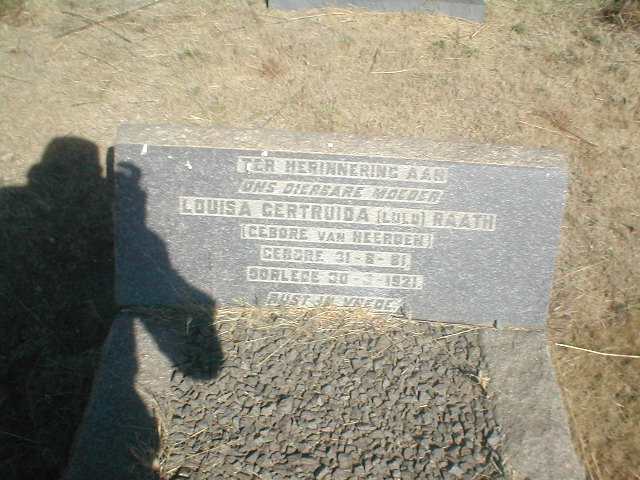 TER HERINNERING AAN
ONS DIERBARE MOEDER
LOUISA GERTRUIDA (LULU) RAATH
(GEBORE VAN HEERDEN)
GEBORE 31-8-81
OORLEDE 30- -1921
RUST IN VREDE